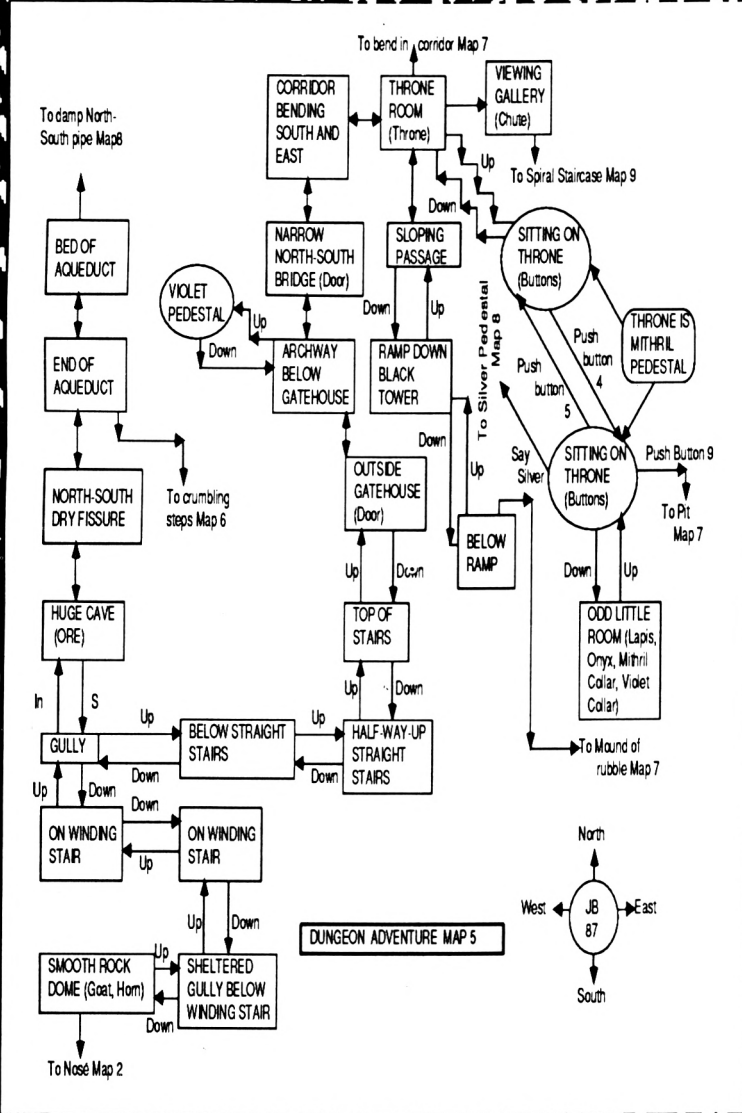 To bend in corridor Map 7
CORRIDOR
BENDING
SOUTH AND
EAST
THRONE
ROOM
(Throne)
VIEWING
GALLERY
(Chute)
To damp North-
South pipe Map8
Up
To Spiral Staircase Map 9
Down
BED OF
AQUEDUCT
NARROW
NORTH-SOUTH
BRIDGE (Door)
SLOPING
PASSAGE
SITTING ON
THRONE
(Buttons)
VIOLET
PEDESTAL
Up
Down
Down
Up
To Silver Pedestal
Map 8
THRONE IS
MITHRIL
PEDESTAL
END OF
AQUEDUCT
ARCHWAY
BELOW
GATEHOUSE
RAMP DOWN
BLACK
TOWER
Push
button
4
Push
button
5
Down
Up
Say
Silver
SITTING ON
THRONE
(Buttons)
Push Button 9
To Pit
Map 7
NORTH-SOUTH
DRY FISSURE
To crumbling
steps Map 6
OUTSIDE
GATEHOUSE
(Door)
BELOW
RAMP
Up
Down
Down
Up
HUGE CAVE
(ORE)
TOP OF
STAIRS
ODD LITTLE
ROOM (Lapis,
Onyx, Mithril
Collar, Violet
Collar)
In
S
Up
Down
GULLY
Up
Down
BELOW STRAIGHT
STAIRS
Up
Down
HALF-WAY-UP
STRAIGHT
STAIRS
To Mound of
rubble Map 7
Up
Down
ON WINDING
STAIR
Down
Up
ON WINDING
STAIR
Up
Down
North
West
JB
87
East
South
DUNGEON ADVENTURE MAP 5
SMOOTH ROCK
DOME (Goat, Horn)
Up
Down
SHELTERED
GULLY BELOW
WINDING STAIR
To Nose Map 2